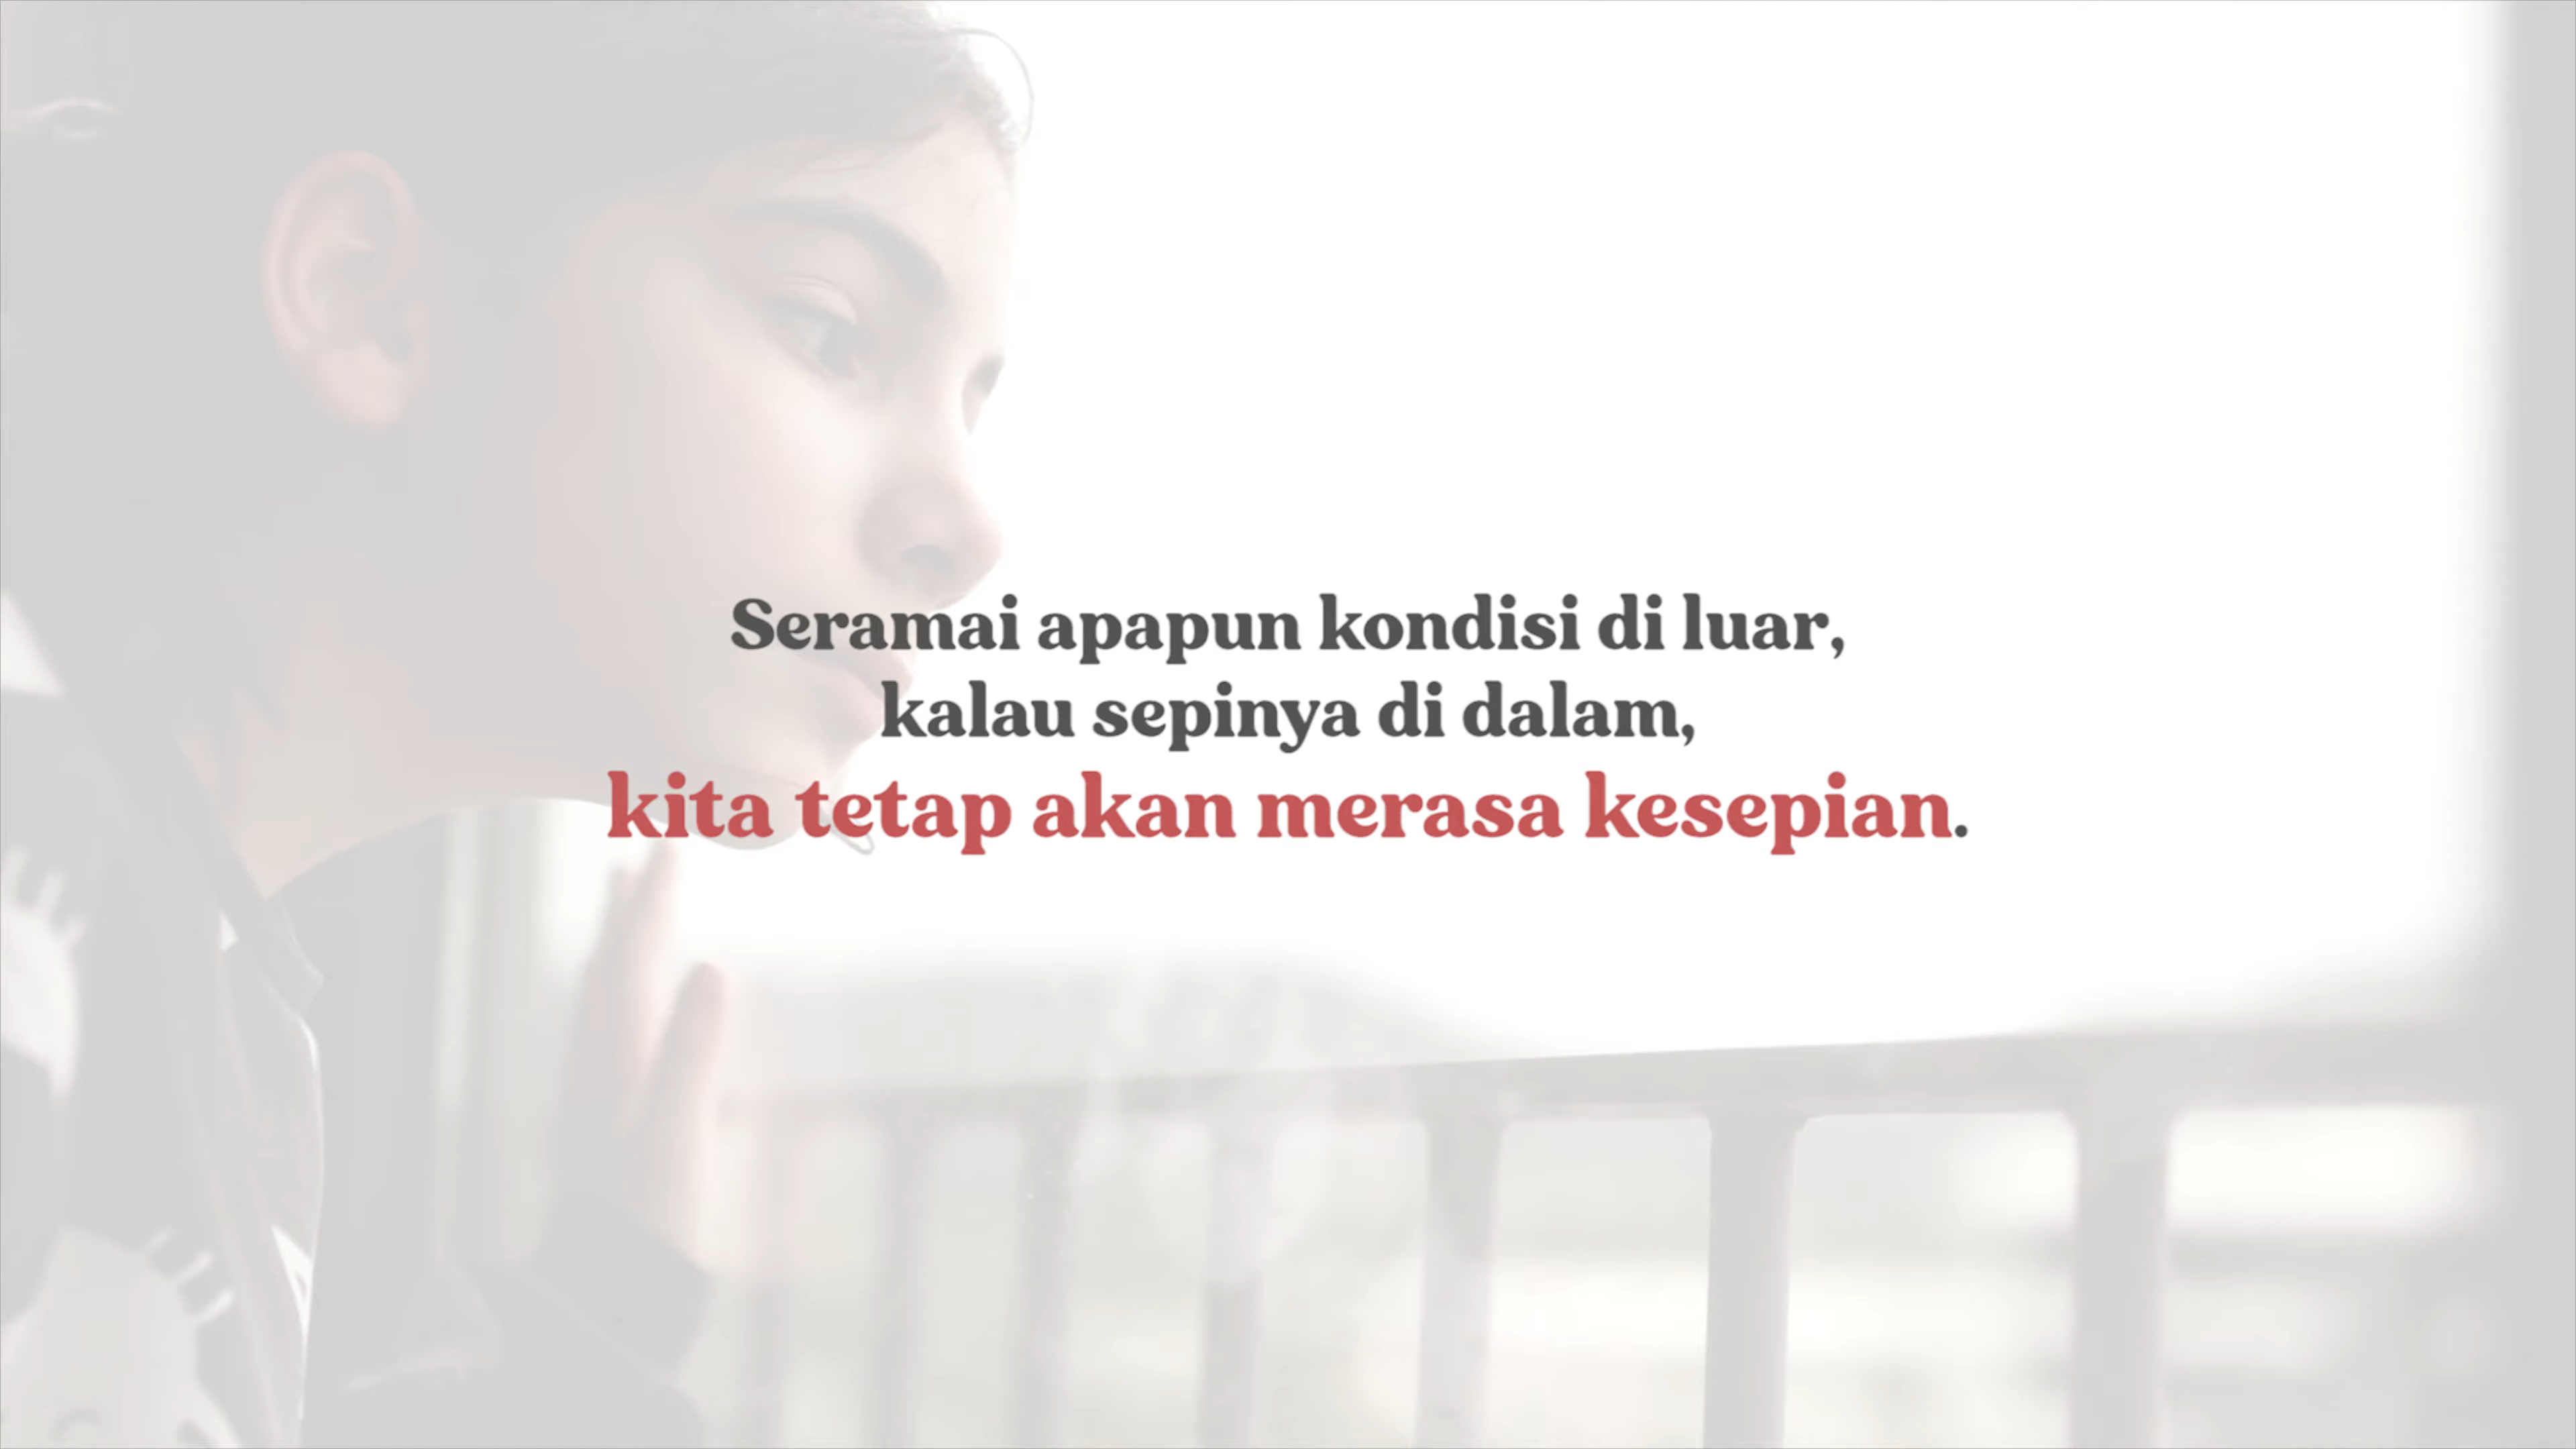 Seramai apapun kondisi di luar,
kalau sepinya di dalam,
kita tetap akan merasa kesepian.